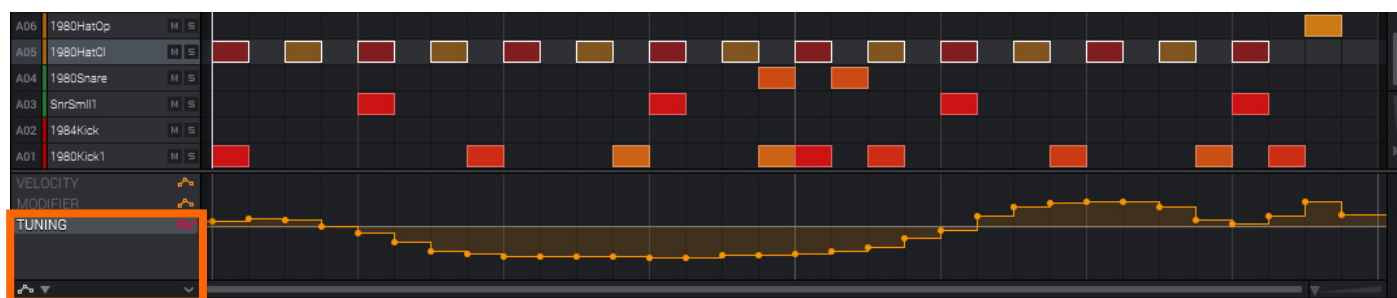 A06 1980HatOp M S
A05 1980HatCl M S
A04 1980Snare M S
A03 SnrSmll1 M S
A02 1984Kick M S
A01 1980Kick1 M S
VELOCITY
MODIFIER
TUNING